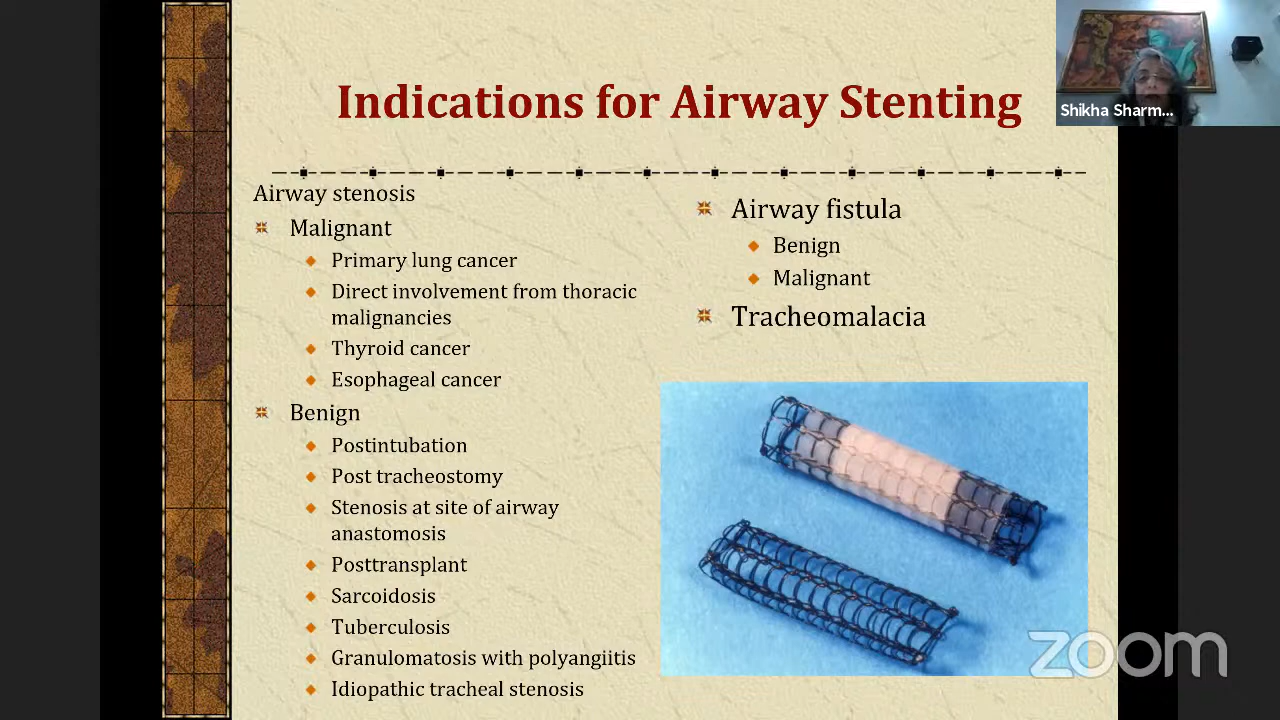 Indications for Airway Stenting
Shikha Sharm...
Airway stenosis
Malignant
Primary lung cancer
Direct involvement from thoracic
malignancies
Thyroid cancer
Esophageal cancer
Benign
Postintubation
Post tracheostomy
Stenosis at site of airway
anastomosis
Posttransplant
Sarcoidosis
Tuberculosis
Granulomatosis with polyangiitis
Idiopathic tracheal stenosis
Airway fistula
Benign
Malignant
Tracheomalacia
zoom